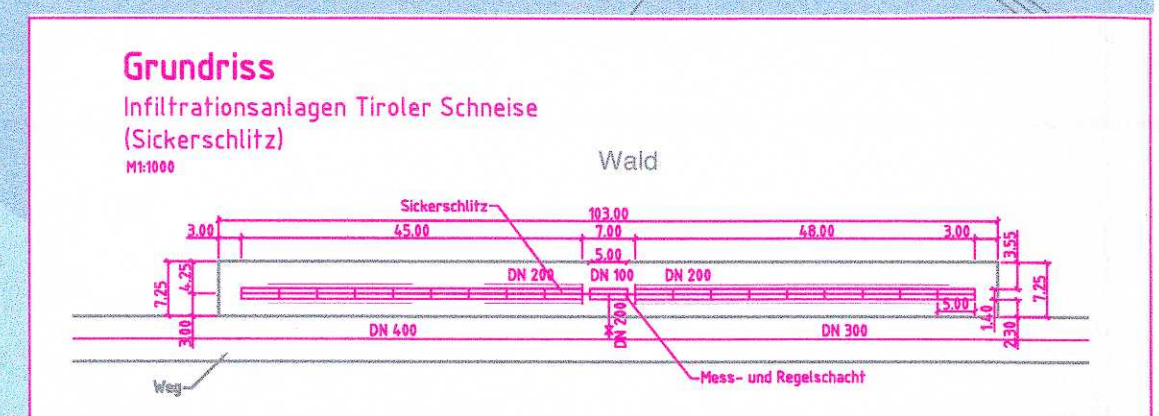 Grundriss
Infiltrationsanlagen Tiroler Schneise
(Sickerschlitz)
M1:1000
Wald
Sickerschlitz
103.00
3.00 45.00 7.00 48.00 3.00
5.00
3.55
DN 200 DN 100 DN 200
7.25
4.25
7.25
5.00
1.40
3.00
DN 400
DN 200
DN 300
2.30
Weg
Mess- und Regelschacht